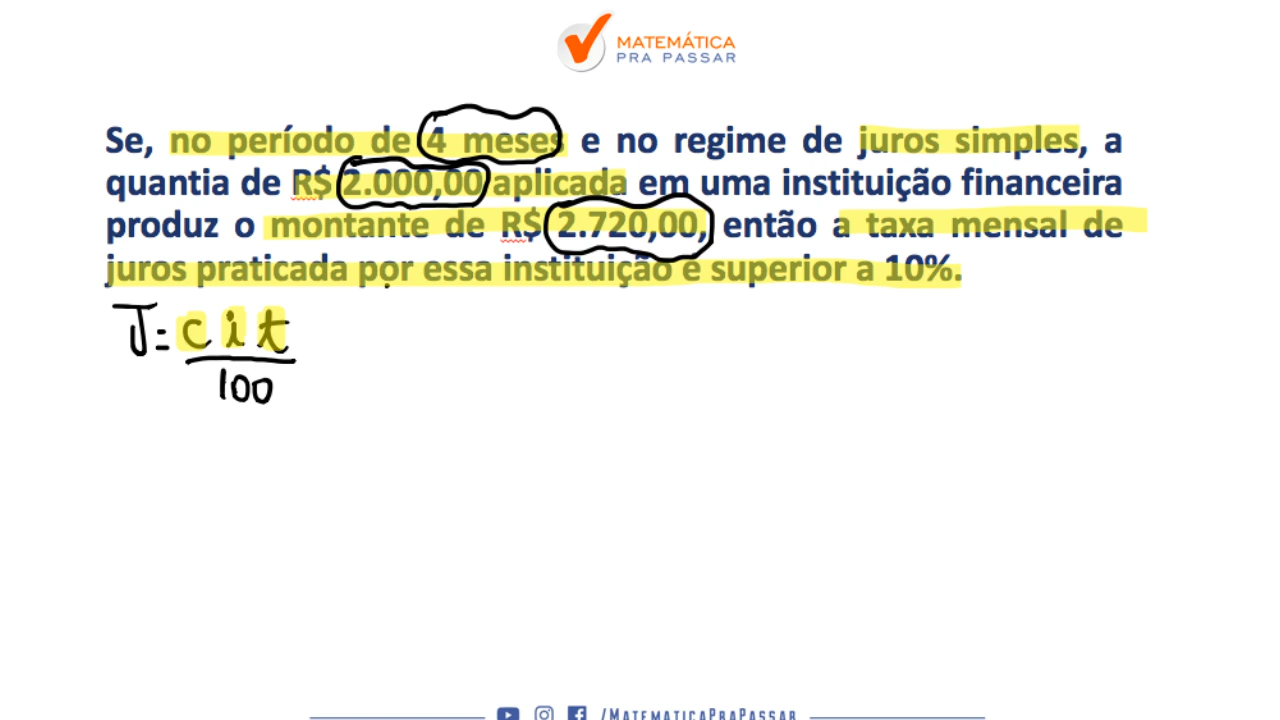 MATEMÁTICA
PRA PASSAR
Se, no período de 4 meses e no regime de juros simples, a
quantia de R$ 2.000,00 aplicada em uma instituição financeira
produz o montante de R$ 2.720,00, então a taxa mensal de
juros praticada por essa instituição é superior a 10%.
J = c i t
100
/MATEMATICAPRAPASSAR